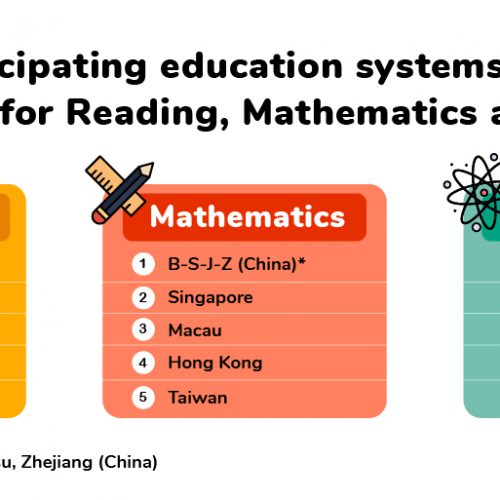 cipating education systems
for Reading, Mathematics a
Mathematics
1 B-S-J-Z (China)*
2 Singapore
3 Macau
4 Hong Kong
5 Taiwan
su, Zhejiang (China)